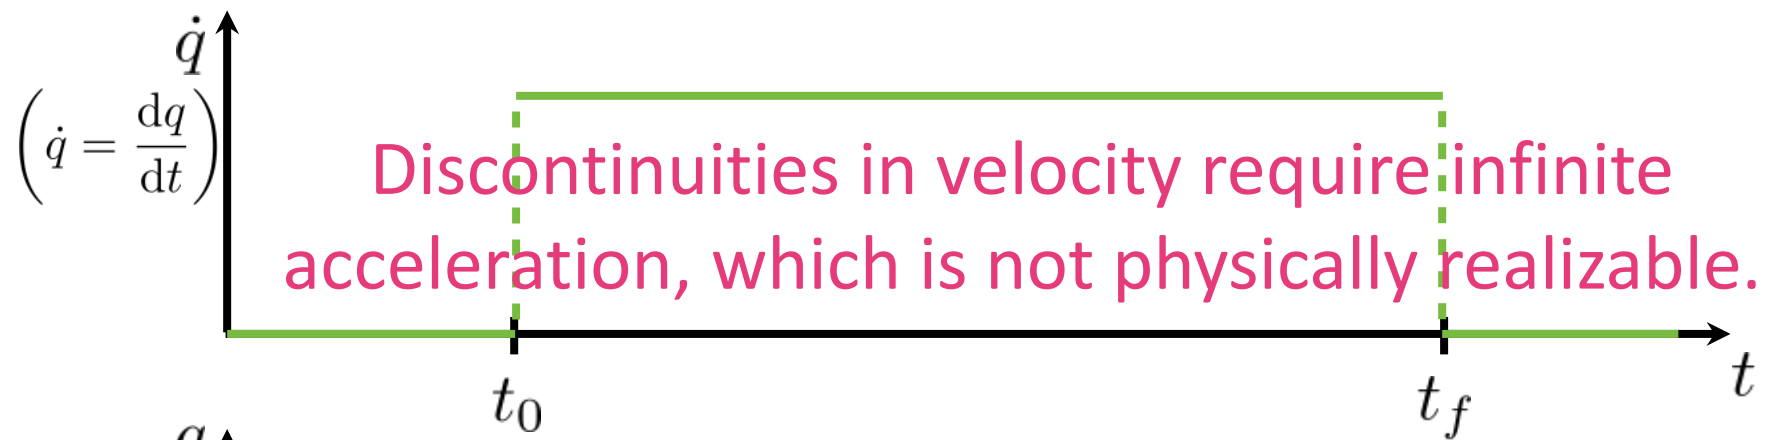 q̇
(q̇ = dq/dt)
Discontinuities in velocity require infinite
acceleration, which is not physically realizable.
t₀
t_f
t